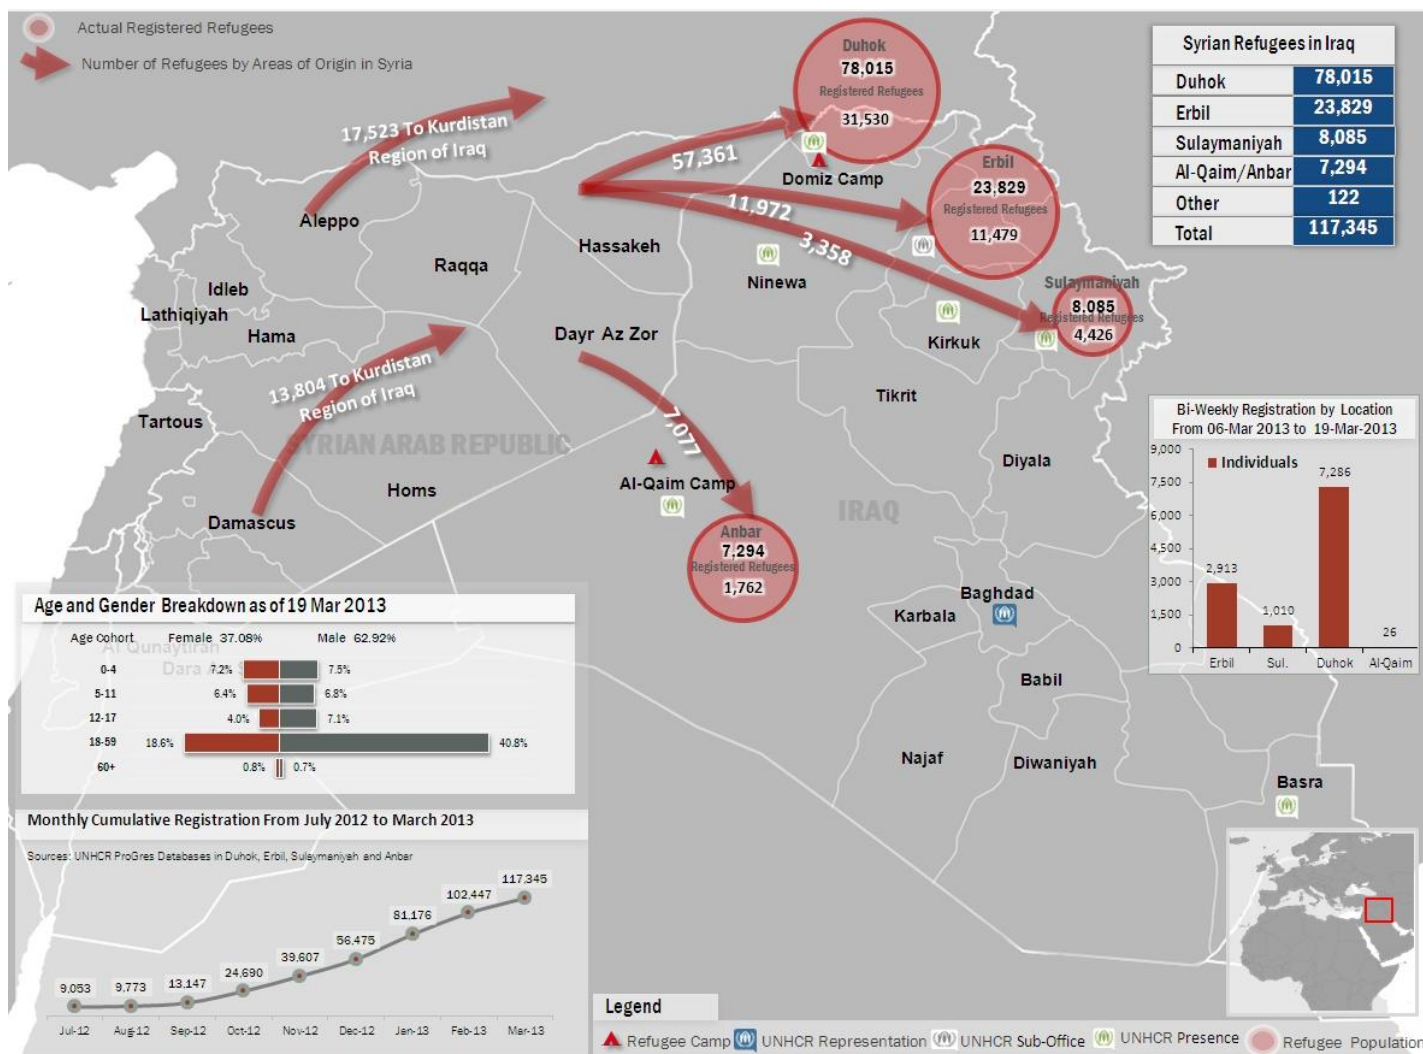 Actual Registered Refugees
Number of Refugees by Areas of Origin in Syria
17,523 To Kurdistan
Region of Iraq
13,804 To Kurdistan
Region of Iraq
57,361
11,972
3,358
7,077
Duhok
78,015
Registered Refugees
31,530
Domiz Camp
Erbil
23,829
Registered Refugees
11,479
Sulaymaniyah
8,085
Registered Refugees
4,426
Anbar
7,294
Registered Refugees
1,762
Al-Qaim Camp
Aleppo
Raqqa
Hassakeh
Idleb
Lathiqiyah
Hama
Dayr Az Zor
Tartous
SYRIAN ARAB REPUBLIC
Homs
Damascus
Al Qunaytirah
Ninewa
Kirkuk
Tikrit
Diyala
IRAQ
Baghdad
Karbala
Babil
Najaf
Diwaniyah
Basra
Syrian Refugees in Iraq
Duhok 78,015
Erbil 23,829
Sulaymaniyah 8,085
Al-Qaim/Anbar 7,294
Other 122
Total 117,345
Bi-Weekly Registration by Location
From 06-Mar 2013 to 19-Mar-2013
Individuals
9,000
7,500
6,000
4,500
3,000
1,500
0
2,913
1,010
7,286
26
Erbil Sul. Duhok Al-Qaim
Age and Gender Breakdown as of 19 Mar 2013
Age Cohort Female 37.08% Male 62.92%
0-4 7.2% 7.5%
5-11 6.4% 6.8%
12-17 4.0% 7.1%
18-59 18.6% 40.8%
60+ 0.8% 0.7%
Monthly Cumulative Registration From July 2012 to March 2013
Sources: UNHCR ProGres Databases in Duhok, Erbil, Sulaymaniyah and Anbar
9,053 9,773 13,147 24,690 39,607 56,475 81,176 102,447 117,345
Jul-12 Aug-12 Sep-12 Oct-12 Nov-12 Dec-12 Jan-13 Feb-13 Mar-13
Legend
Refugee Camp UNHCR Representation UNHCR Sub-Office UNHCR Presence Refugee Population